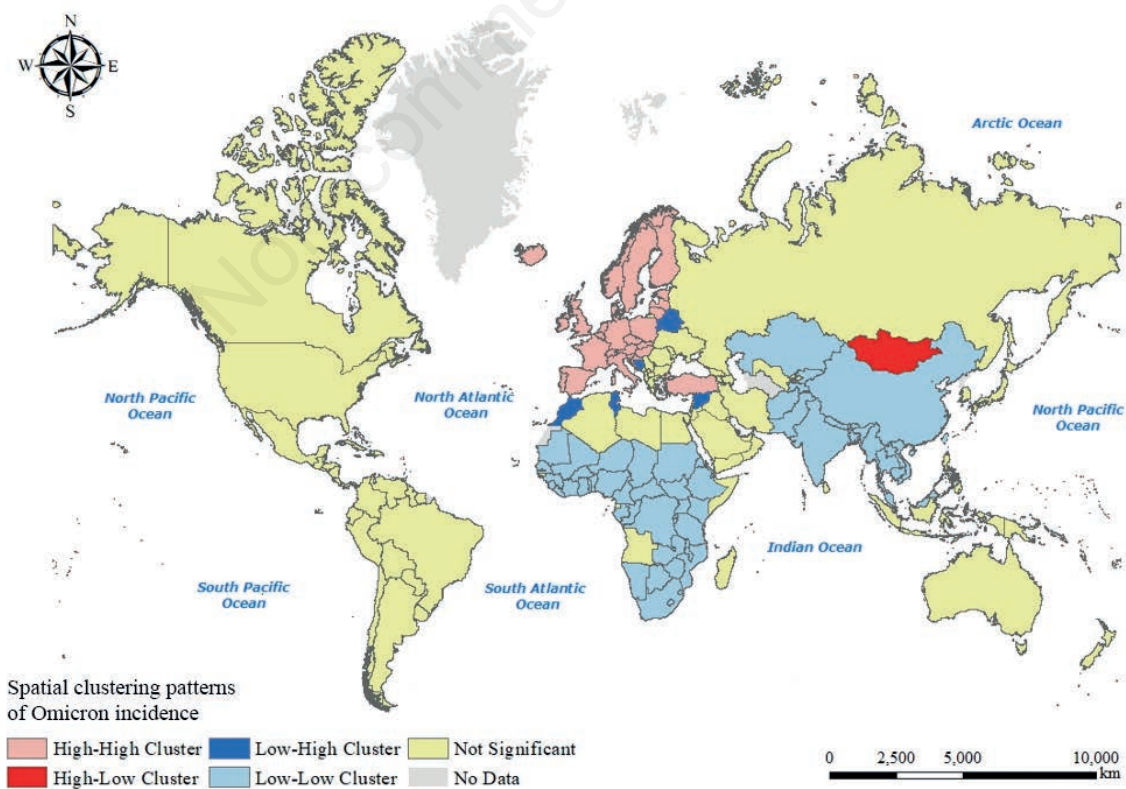 N
W E
S
Arctic Ocean
North Pacific
Ocean
North Atlantic
Ocean
North Pacific
Ocean
Indian Ocean
South Pacific
Ocean
South Atlantic
Ocean
Spatial clustering patterns
of Omicron incidence
High-High Cluster Low-High Cluster Not Significant
High-Low Cluster Low-Low Cluster No Data
0 2,500 5,000 10,000
km